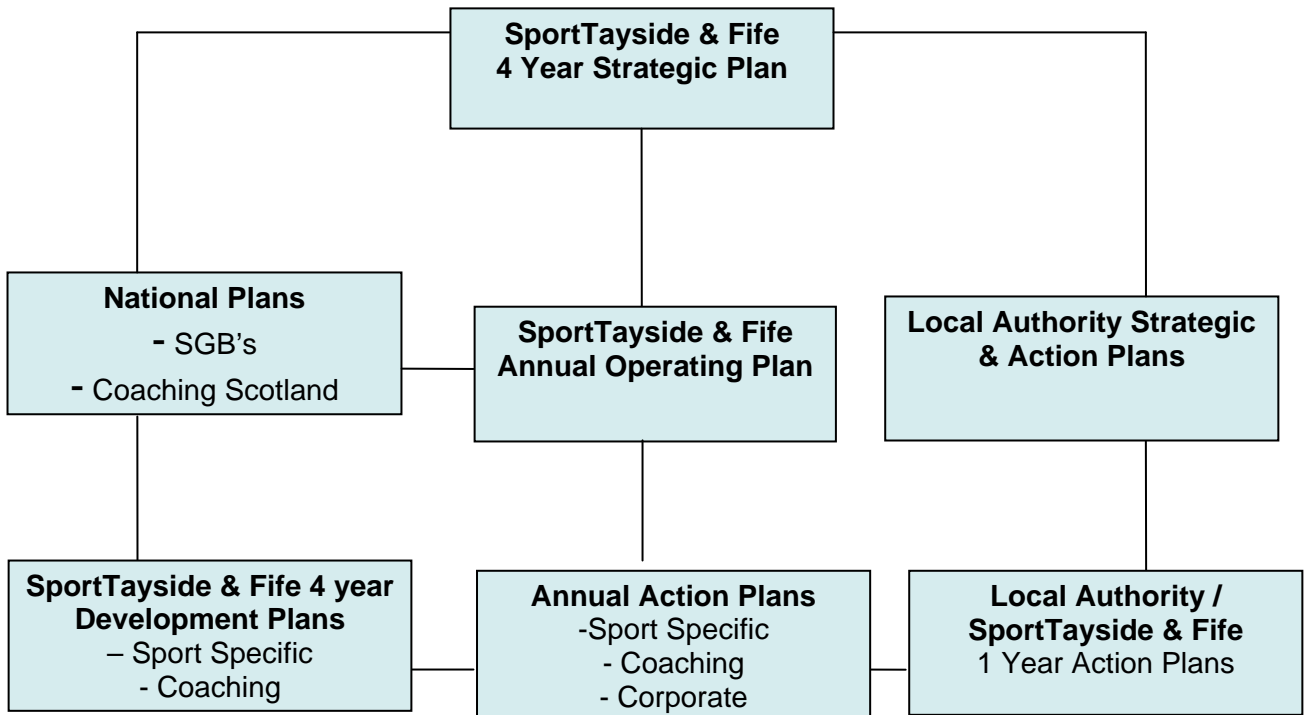 SportTayside & Fife
4 Year Strategic Plan
National Plans
- SGB's
- Coaching Scotland
SportTayside & Fife
Annual Operating Plan
Local Authority Strategic
& Action Plans
SportTayside & Fife 4 year
Development Plans
– Sport Specific
- Coaching
Annual Action Plans
-Sport Specific
- Coaching
- Corporate
Local Authority /
SportTayside & Fife
1 Year Action Plans